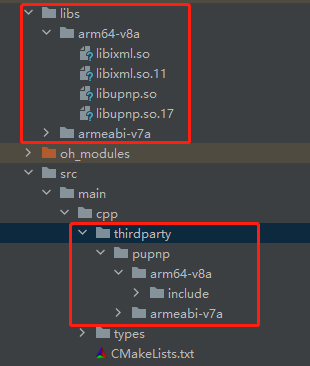 libs
arm64-v8a
libixml.so
libixml.so.11
libupnp.so
libupnp.so.17
armeabi-v7a
oh_modules
src
main
cpp
thirdparty
pupnp
arm64-v8a
include
armeabi-v7a
types
CMakeLists.txt